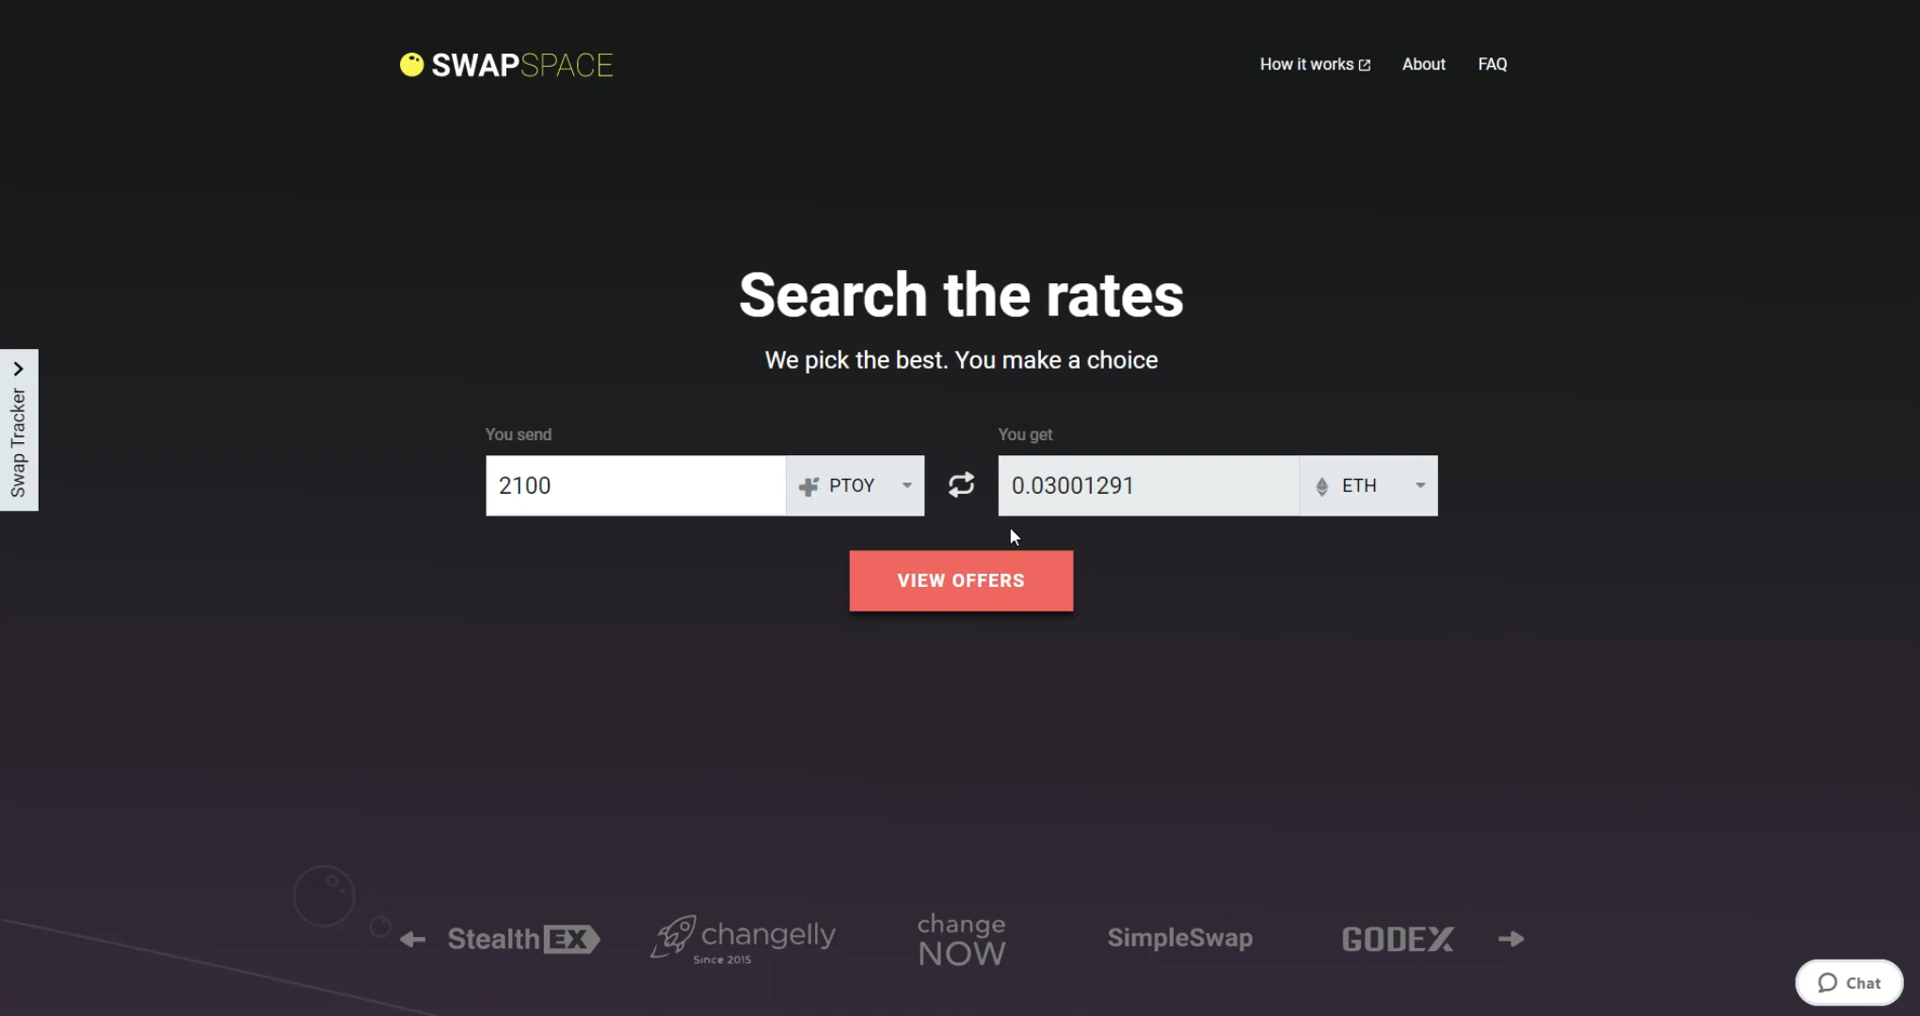 SWAPSPACE
How it works
About
FAQ
Search the rates
We pick the best. You make a choice
Swap Tracker
You send
You get
2100
PTOY
0.03001291
ETH
VIEW OFFERS
StealthEX
changelly
Since 2015
change
NOW
SimpleSwap
GODEX
Chat